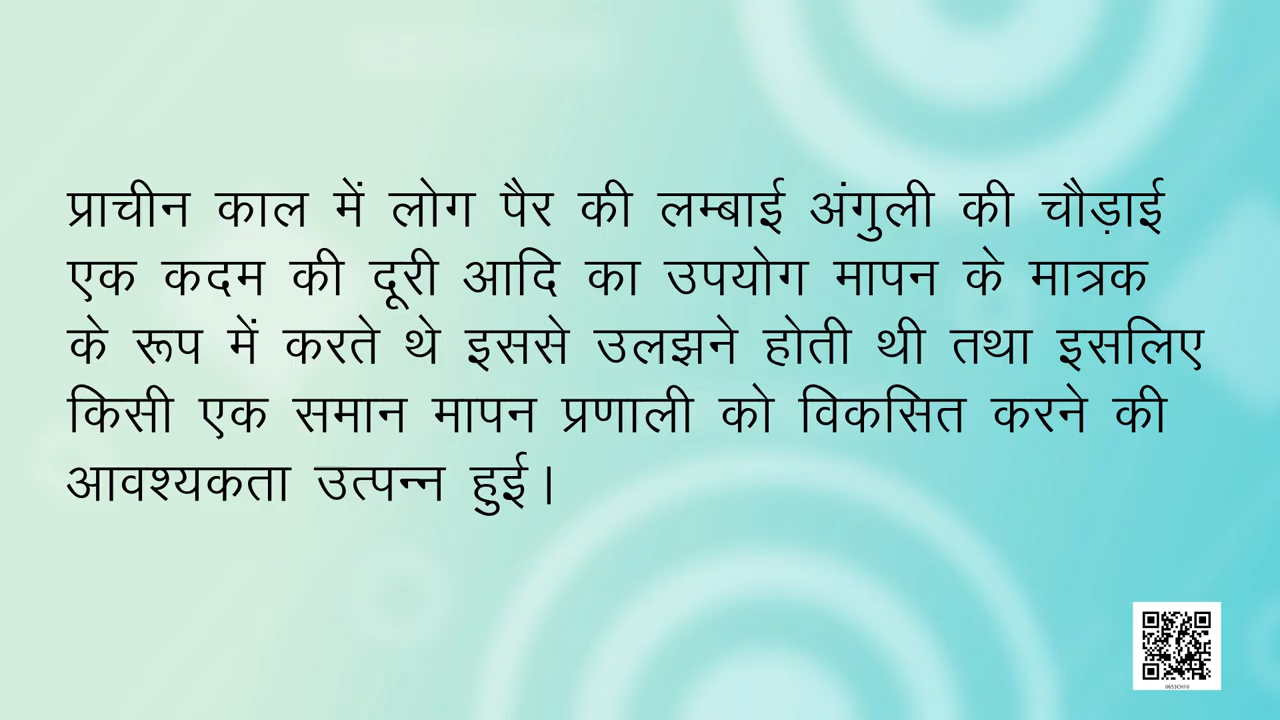 प्राचीन काल में लोग पैर की लम्बाई अंगुली की चौड़ाई
एक कदम की दूरी आदि का उपयोग मापन के मात्रक
के रूप में करते थे इससे उलझने होती थी तथा इसलिए
किसी एक समान मापन प्रणाली को विकसित करने की
आवश्यकता उत्पन्न हुई।
0653CH10